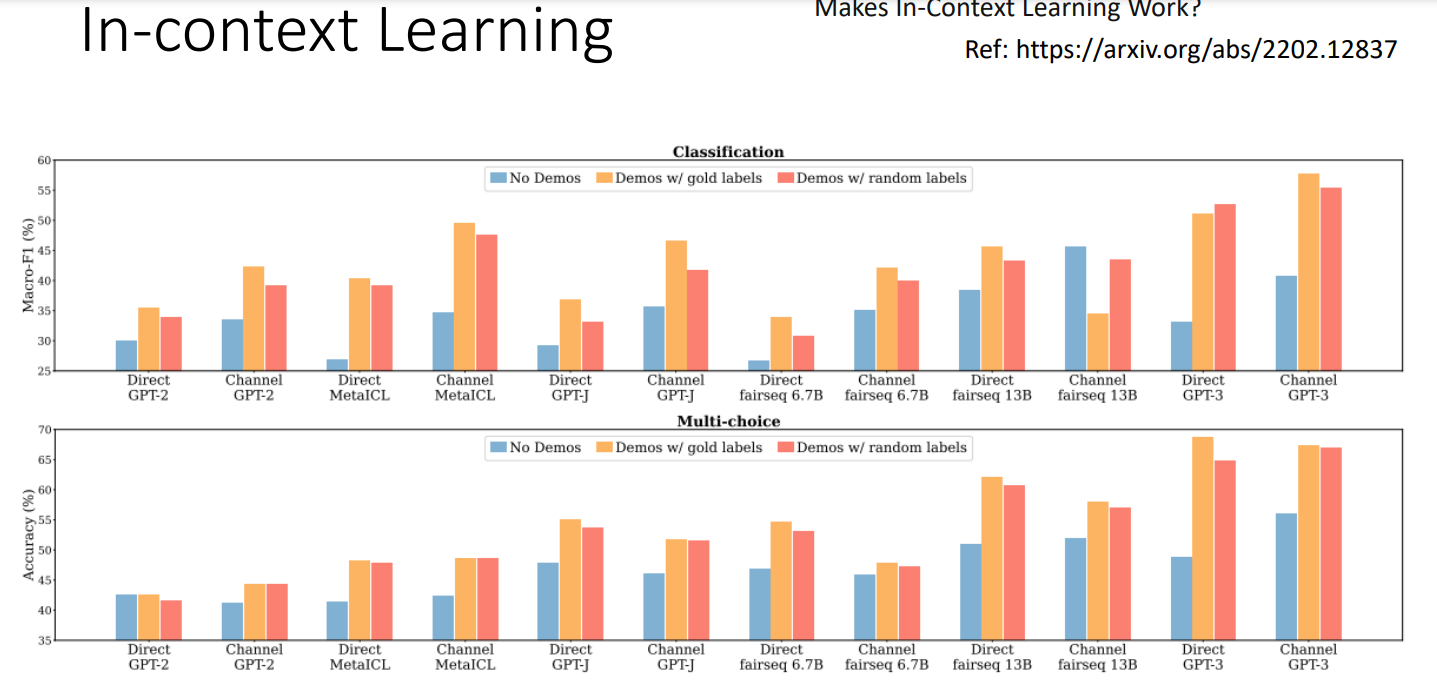 In-context Learning
Makes In-Context Learning Work?
Ref: https://arxiv.org/abs/2202.12837
Classification
No Demos Demos w/ gold labels Demos w/ random labels
Macro-F1 (%)
60
55
50
45
40
35
30
25
Direct GPT-2
Channel GPT-2
Direct MetaICL
Channel MetaICL
Direct GPT-J
Channel GPT-J
Direct fairseq 6.7B
Channel fairseq 6.7B
Direct fairseq 13B
Channel fairseq 13B
Direct GPT-3
Channel GPT-3
Multi-choice
No Demos Demos w/ gold labels Demos w/ random labels
Accuracy (%)
70
65
60
55
50
45
40
35
Direct GPT-2
Channel GPT-2
Direct MetaICL
Channel MetaICL
Direct GPT-J
Channel GPT-J
Direct fairseq 6.7B
Channel fairseq 6.7B
Direct fairseq 13B
Channel fairseq 13B
Direct GPT-3
Channel GPT-3